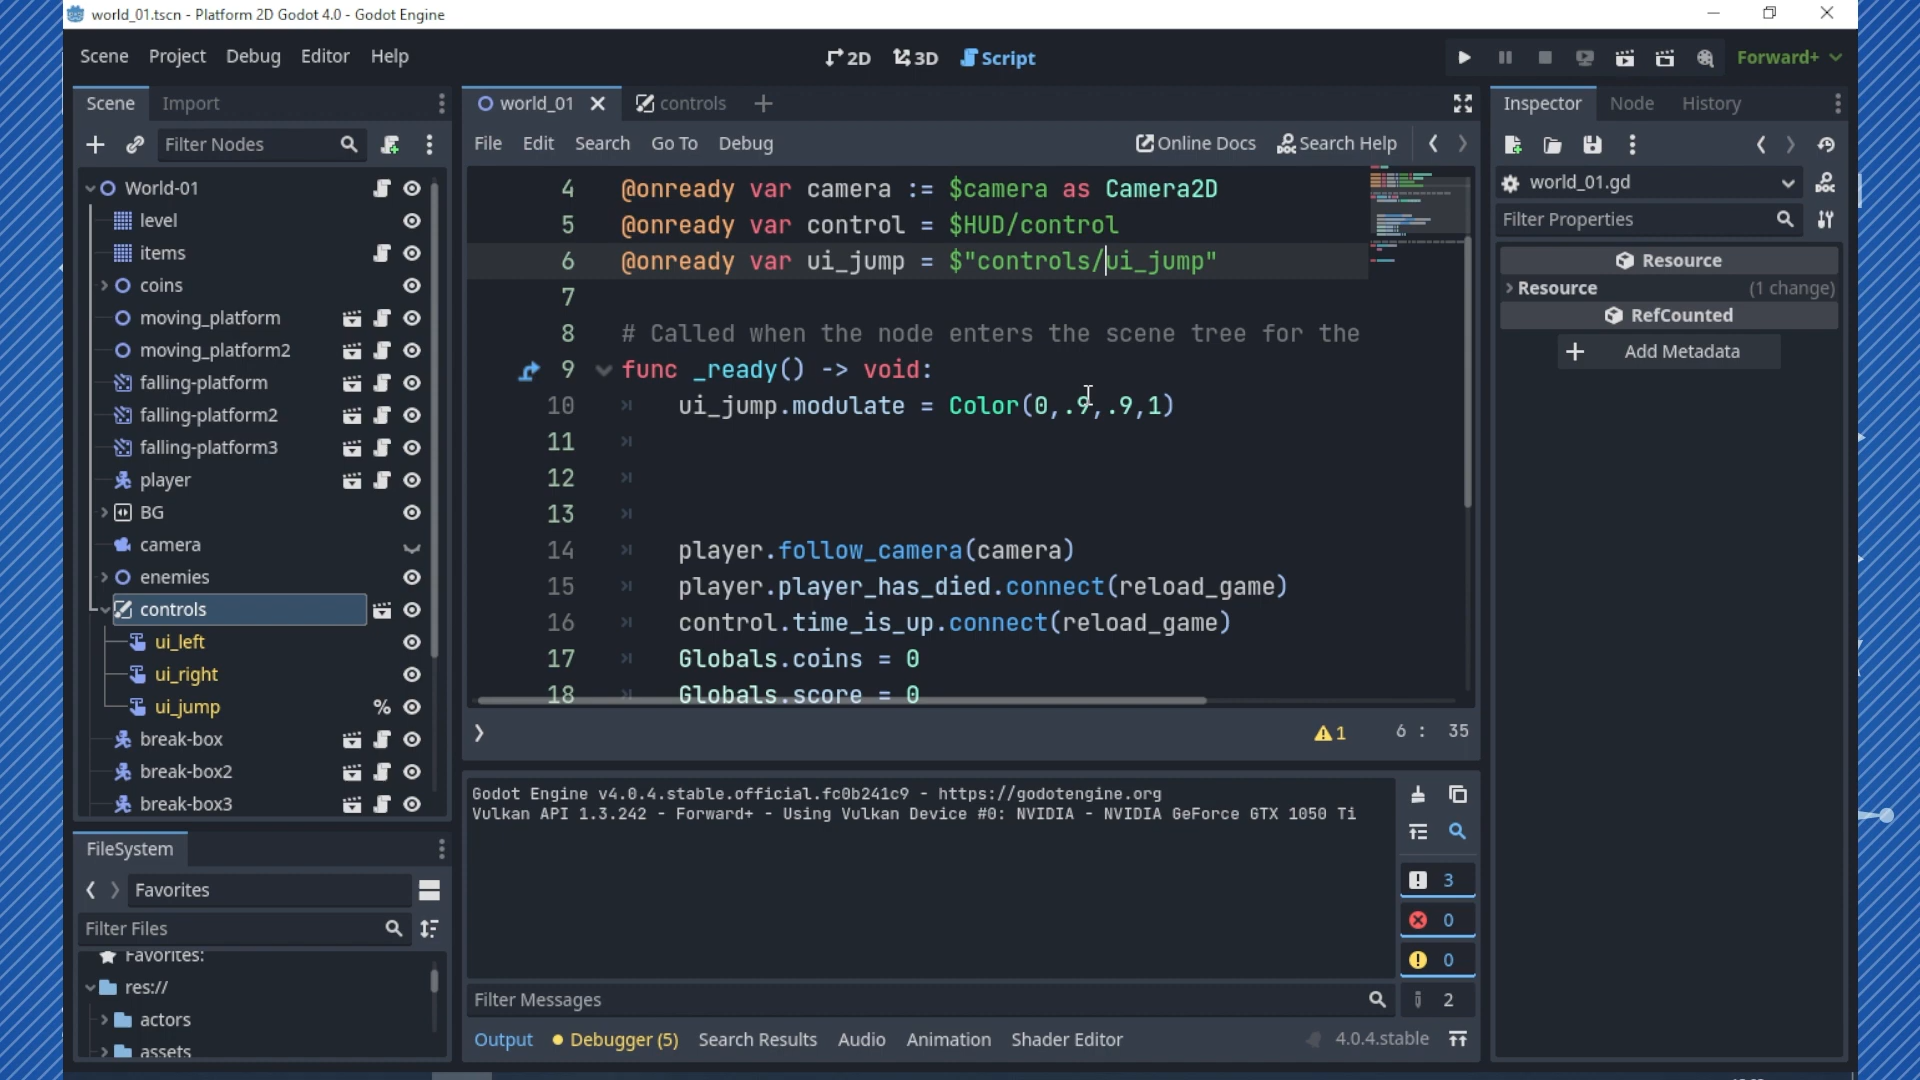 world_01.tscn - Platform 2D Godot 4.0 - Godot Engine
Scene Project Debug Editor Help
2D 3D Script
Forward+
Scene Import
Filter Nodes
World-01
level
items
coins
moving_platform
moving_platform2
falling-platform
falling-platform2
falling-platform3
player
BG
camera
enemies
controls
ui_left
ui_right
ui_jump %
break-box
break-box2
break-box3
FileSystem
Favorites
Filter Files
Favorites:
res://
actors
assets
world_01 controls
File Edit Search Go To Debug Online Docs Search Help
4 @onready var camera := $camera as Camera2D
5 @onready var control = $HUD/control
6 @onready var ui_jump = $"controls/ui_jump"
7
8 # Called when the node enters the scene tree for the
9 func _ready() -> void:
10 ui_jump.modulate = Color(0,.9,.9,1)
11
12
13
14 player.follow_camera(camera)
15 player.player_has_died.connect(reload_game)
16 control.time_is_up.connect(reload_game)
17 Globals.coins = 0
18 Globals.score = 0
1 6 : 35
Godot Engine v4.0.4.stable.official.fc0b241c9 - https://godotengine.org
Vulkan API 1.3.242 - Forward+ - Using Vulkan Device #0: NVIDIA - NVIDIA GeForce GTX 1050 Ti
3
0
0
2
Filter Messages
Output Debugger (5) Search Results Audio Animation Shader Editor 4.0.4.stable
Inspector Node History
world_01.gd
Filter Properties
Resource
Resource (1 change)
RefCounted
Add Metadata